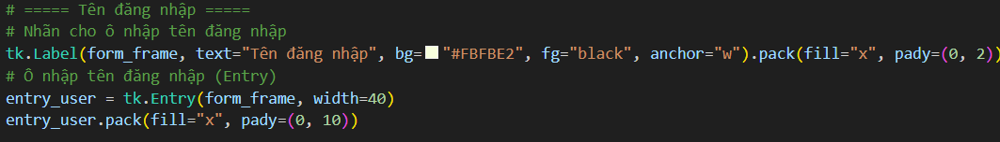 # ===== Tên đăng nhập =====
# Nhãn cho ô nhập tên đăng nhập
tk.Label(form_frame, text="Tên đăng nhập", bg="#FBFBE2", fg="black", anchor="w").pack(fill="x", pady=(0, 2))
# Ô nhập tên đăng nhập (Entry)
entry_user = tk.Entry(form_frame, width=40)
entry_user.pack(fill="x", pady=(0, 10))